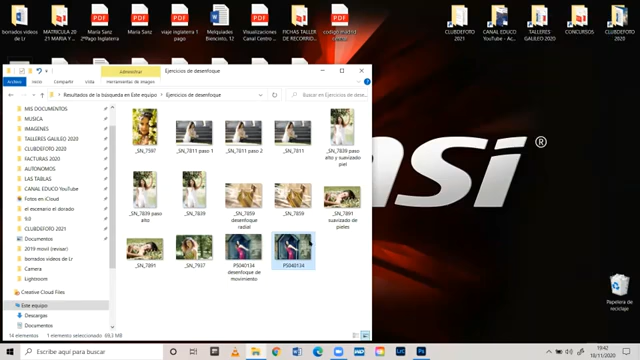 borrados videos de Lr
MATRICULA 20 21 MARIA Y ...
Maria Sanz 2ºPago Inglaterra
Maria Sanz
viaje inglaterra 1 pago
Melquiades Bienciato, 12
Visualizaciones Canal Centro ...
FICHAS TALLER DE RECORRID...
codigo madrid
CLUBDEFOTO 2021
CANAL EDUCO YouTube - Ac...
TALLERES GALILEO 2020
CONCURSOS
CLUBDEFOTO 2020
Administrar
Ejercicios de desenfoque
Archivo
Inicio
Compartir
Vista
Herramientas de imagen
Resultados de la búsqueda en Este equipo > Ejercicios de desenfoque
Buscar en Ejercicios de dese...
MIS DOCUMENTOS
MUSICA
IMAGENES
TALLERES GALILEO 2020
CLUBDEFOTO 2020
FACTURAS 2020
AUTONOMOS
LAS TABLAS
CANAL EDUCO YouTube
Fotos en iCloud
el escenario el dorado
9.0
CLUBDEFOTO 2021
Documentos
2019 movil (revisar)
borrados videos de Lr
Camera
Lightroom
Creative Cloud Files
Este equipo
Descargas
Documentos
_SN_7597
_SN_7811 paso 1
_SN_7811 paso 2
_SN_7811
_SN_7839 paso alto y suavizado piel
_SN_7839 paso alto
_SN_7839
_SN_7859 desenfoque radial
_SN_7859
_SN_7891 suavizado de pieles
_SN_7891
_SN_7937
P5040134 desenfoque de movimiento
P5040134
14 elementos
1 elemento seleccionado
69,3 MB
si ®
Papelera de reciclaje
Escribe aquí para buscar
19:42
10/11/2020